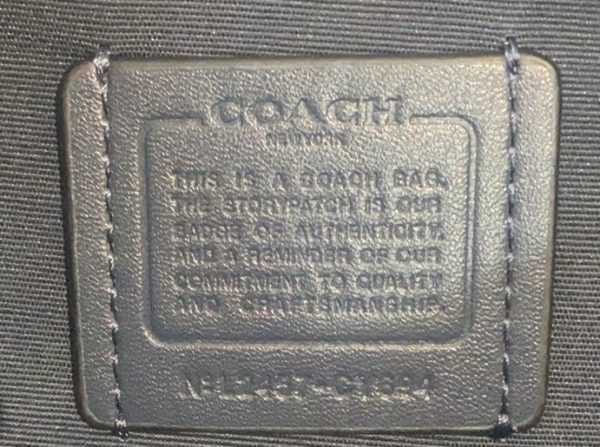 COACH
NEW YORK
THIS IS A COACH BAG.
THE STORYPATCH IS OUR
BADGE OF AUTHENTICITY.
AND A REMINDER OF OUR
COMMITMENT TO QUALITY
AND CRAFTSMANSHIP.